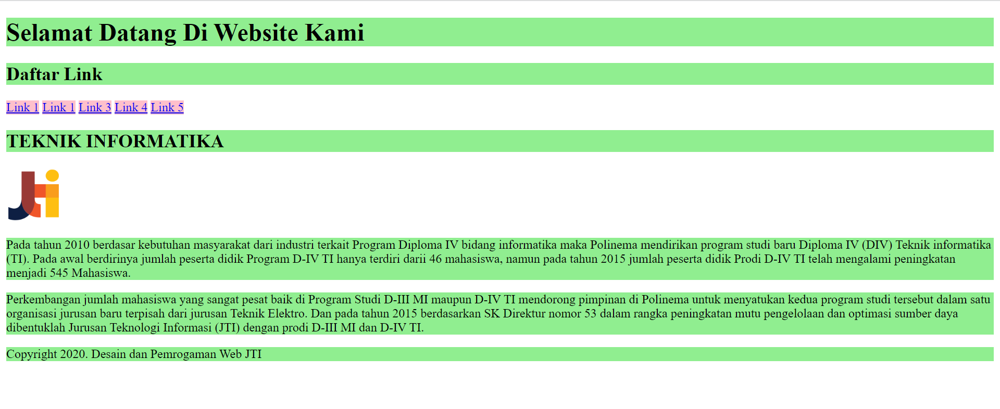 Selamat Datang Di Website Kami
Daftar Link
Link 1 Link 1 Link 3 Link 4 Link 5
TEKNIK INFORMATIKA
Jti
Pada tahun 2010 berdasar kebutuhan masyarakat dari industri terkait Program Diploma IV bidang informatika maka Polinema mendirikan program studi baru Diploma IV (DIV) Teknik informatika
(TI). Pada awal berdirinya jumlah peserta didik Program D-IV TI hanya terdiri darii 46 mahasiswa, namun pada tahun 2015 jumlah peserta didik Prodi D-IV TI telah mengalami peningkatan
menjadi 545 Mahasiswa.
Perkembangan jumlah mahasiswa yang sangat pesat baik di Program Studi D-III MI maupun D-IV TI mendorong pimpinan di Polinema untuk menyatukan kedua program studi tersebut dalam satu
organisasi jurusan baru terpisah dari jurusan Teknik Elektro. Dan pada tahun 2015 berdasarkan SK Direktur nomor 53 dalam rangka peningkatan mutu pengelolaan dan optimasi sumber daya
dibentuklah Jurusan Teknologi Informasi (JTI) dengan prodi D-III MI dan D-IV TI.
Copyright 2020. Desain dan Pemrogaman Web JTI